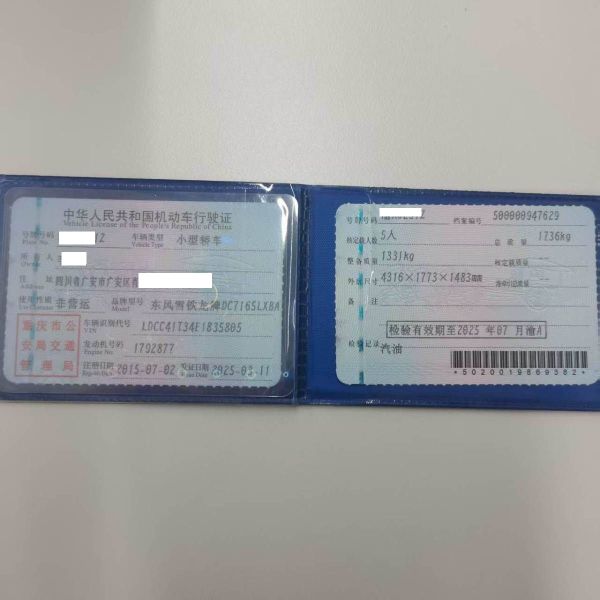 中华人民共和国机动车行驶证
Vehicle License of the People's Republic of China
号牌号码 Z 车辆类型 小型轿车
Plate No. Vehicle Type
所有人
Owner
住址 四川省广安市广安区
Address
使用性质 非营运 品牌型号 东风雪铁龙牌DC7165LXBA
Use Character Model
重庆市公安局交通管理局
车辆识别代号 LDCC41T34E1835805
VIN
发动机号码 1792877
Engine No.
注册日期 2015-07-02 发证日期 2025-03-11
Register Date Issue Date
号牌号码 档案编号 500000947629
核定载人数 5人 总质量 1736kg
整备质量 1331kg 核定载质量 --
外廓尺寸 4316×1773×1483mm 准牵引总质量 --
备注
检验有效期至2025年07月渝A
检验记录
汽油
*5020019869382*